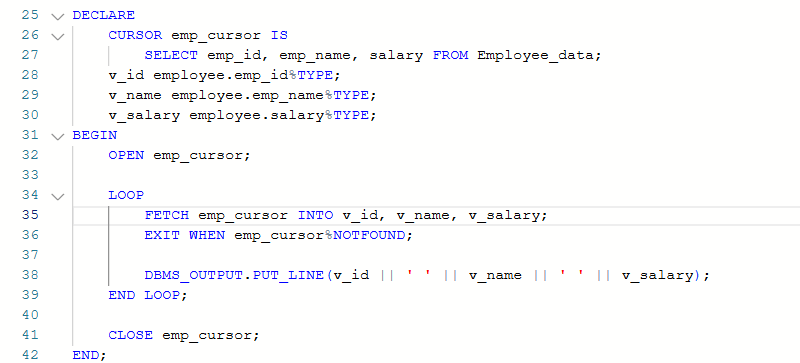 25 DECLARE
26 CURSOR emp_cursor IS
27 SELECT emp_id, emp_name, salary FROM Employee_data;
28 v_id employee.emp_id%TYPE;
29 v_name employee.emp_name%TYPE;
30 v_salary employee.salary%TYPE;
31 BEGIN
32 OPEN emp_cursor;
33
34 LOOP
35 FETCH emp_cursor INTO v_id, v_name, v_salary;
36 EXIT WHEN emp_cursor%NOTFOUND;
37
38 DBMS_OUTPUT.PUT_LINE(v_id || ' ' || v_name || ' ' || v_salary);
39 END LOOP;
40
41 CLOSE emp_cursor;
42 END;